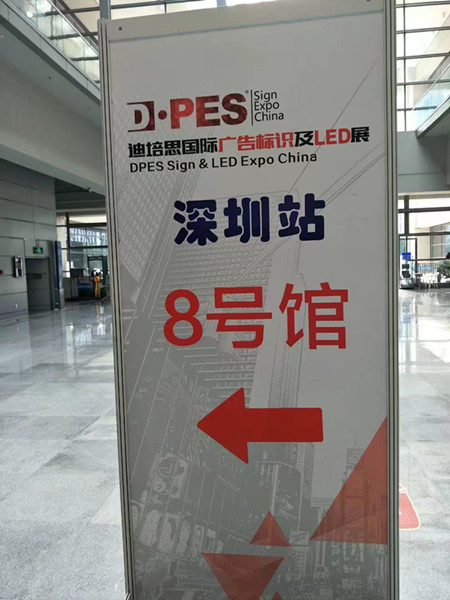 D·PES® Sign
Expo
China
迪培思国际广告标识及LED展
DPES Sign & LED Expo China
深圳站
8号馆